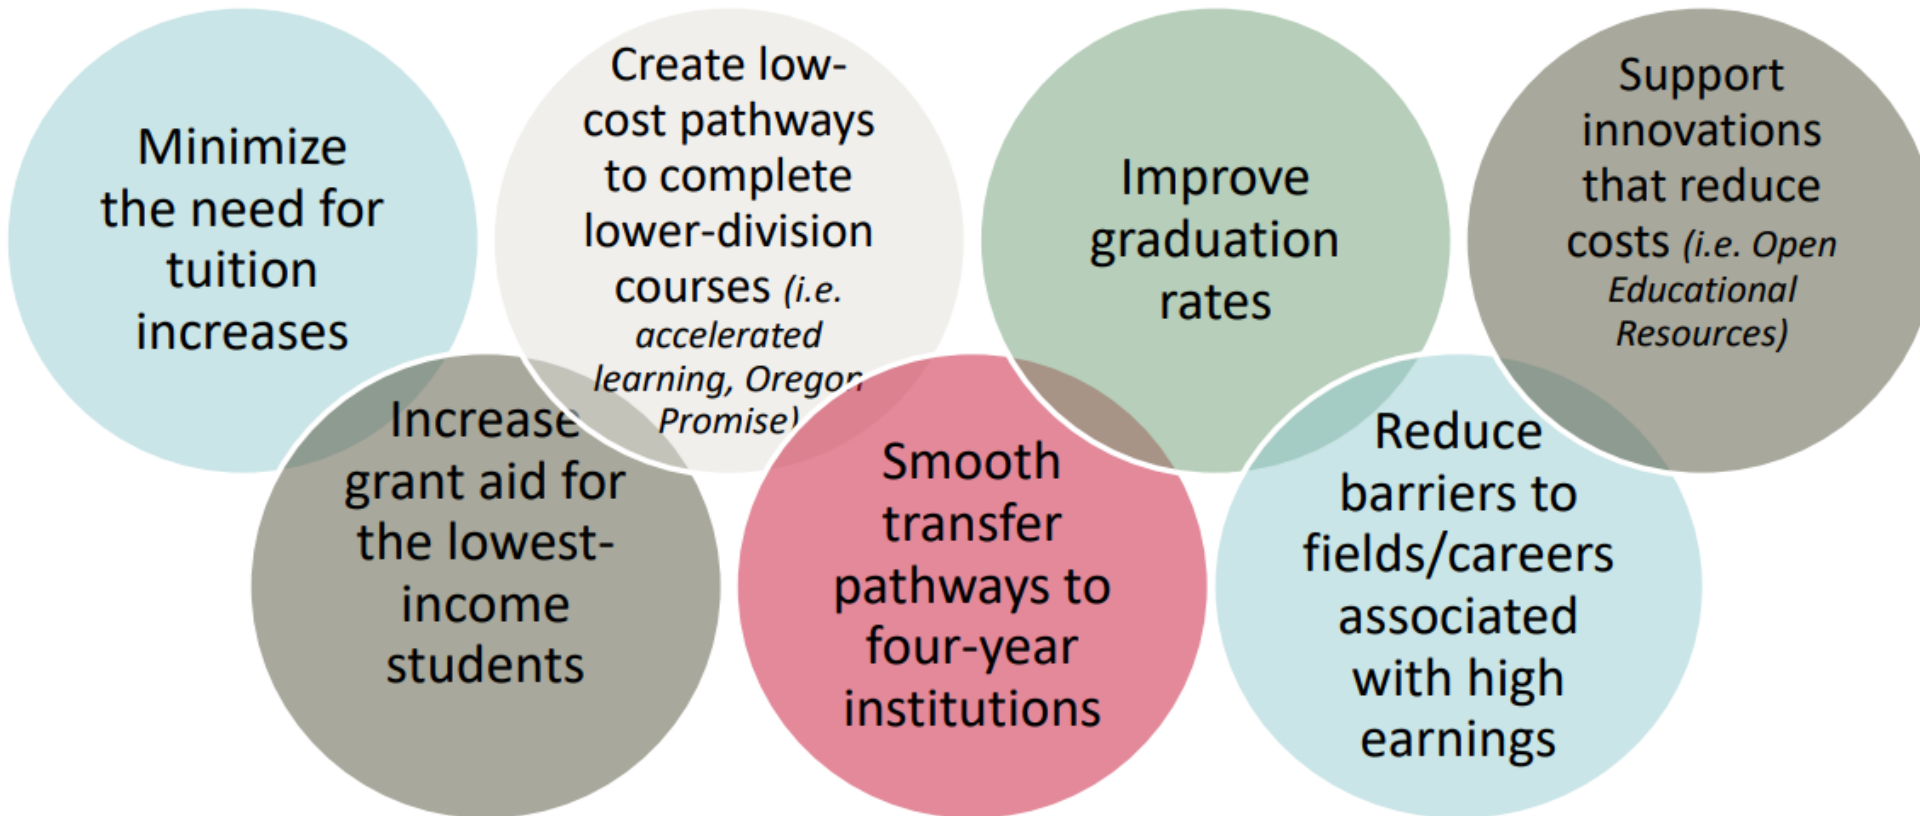 Minimize
the need for
tuition
increases
Increase
grant aid for
the lowest-
income
students
Create low-
cost pathways
to complete
lower-division
courses (i.e.
accelerated
learning, Oregon
Promise)
Smooth
transfer
pathways to
four-year
institutions
Improve
graduation
rates
Reduce
barriers to
fields/careers
associated
with high
earnings
Support
innovations
that reduce
costs (i.e. Open
Educational
Resources)